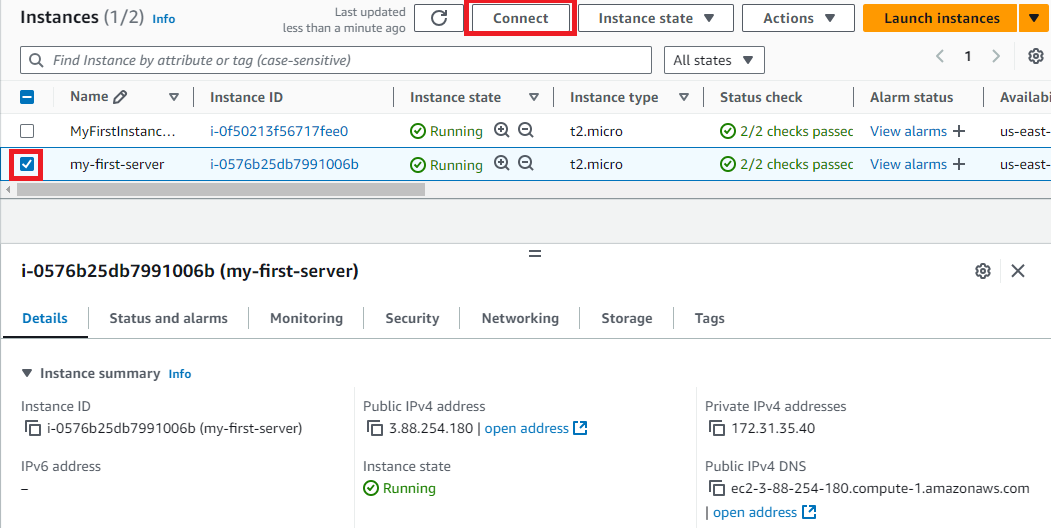 Instances (1/2) Info
Last updated
less than a minute ago
Connect
Instance state
Actions
Launch instances
Find Instance by attribute or tag (case-sensitive)
All states
1
Name Instance ID Instance state Instance type Status check Alarm status Availabi
MyFirstInstanc... i-0f50213f56717fee0 Running t2.micro 2/2 checks passed View alarms + us-east-
my-first-server i-0576b25db7991006b Running t2.micro 2/2 checks passed View alarms + us-east-
i-0576b25db7991006b (my-first-server)
Details Status and alarms Monitoring Security Networking Storage Tags
Instance summary Info
Instance ID
i-0576b25db7991006b (my-first-server)
Public IPv4 address
3.88.254.180 | open address
Private IPv4 addresses
172.31.35.40
IPv6 address
–
Instance state
Running
Public IPv4 DNS
ec2-3-88-254-180.compute-1.amazonaws.com
| open address